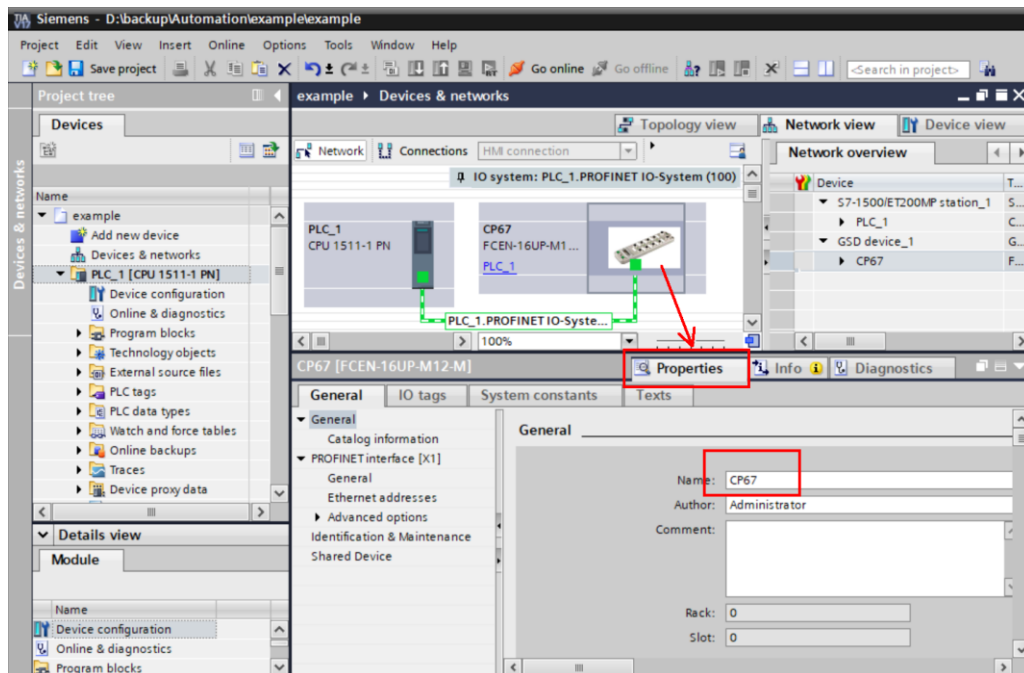 Siemens - D:\backup\Automation\example\example
Project Edit View Insert Online Options Tools Window Help
Save project Go online Go offline <Search in project>
Project tree
example Devices & networks
Devices
Topology view Network view Device view
Network Connections HMI connection
Network overview
IO system: PLC_1.PROFINET IO-System (100)
Devices & networks
Name
example
Add new device
Devices & networks
PLC_1 [CPU 1511-1 PN]
Device configuration
Online & diagnostics
Program blocks
Technology objects
External source files
PLC tags
PLC data types
Watch and force tables
Online backups
Traces
Device proxy data
PLC_1
CPU 1511-1 PN
CP67
FCEN-16UP-M1...
PLC_1
PLC_1.PROFINET IO-Syste...
100%
Device T...
S7-1500/ET200MP station_1 S...
PLC_1 C...
GSD device_1 G...
CP67 F...
CP67 [FCEN-16UP-M12-M]
Properties Info Diagnostics
General IO tags System constants Texts
General
Catalog information
PROFINET interface [X1]
General
Ethernet addresses
Advanced options
Identification & Maintenance
Shared Device
General
Name: CP67
Author: Administrator
Comment:
Rack: 0
Slot: 0
Details view
Module
Name
Device configuration
Online & diagnostics
Program blocks